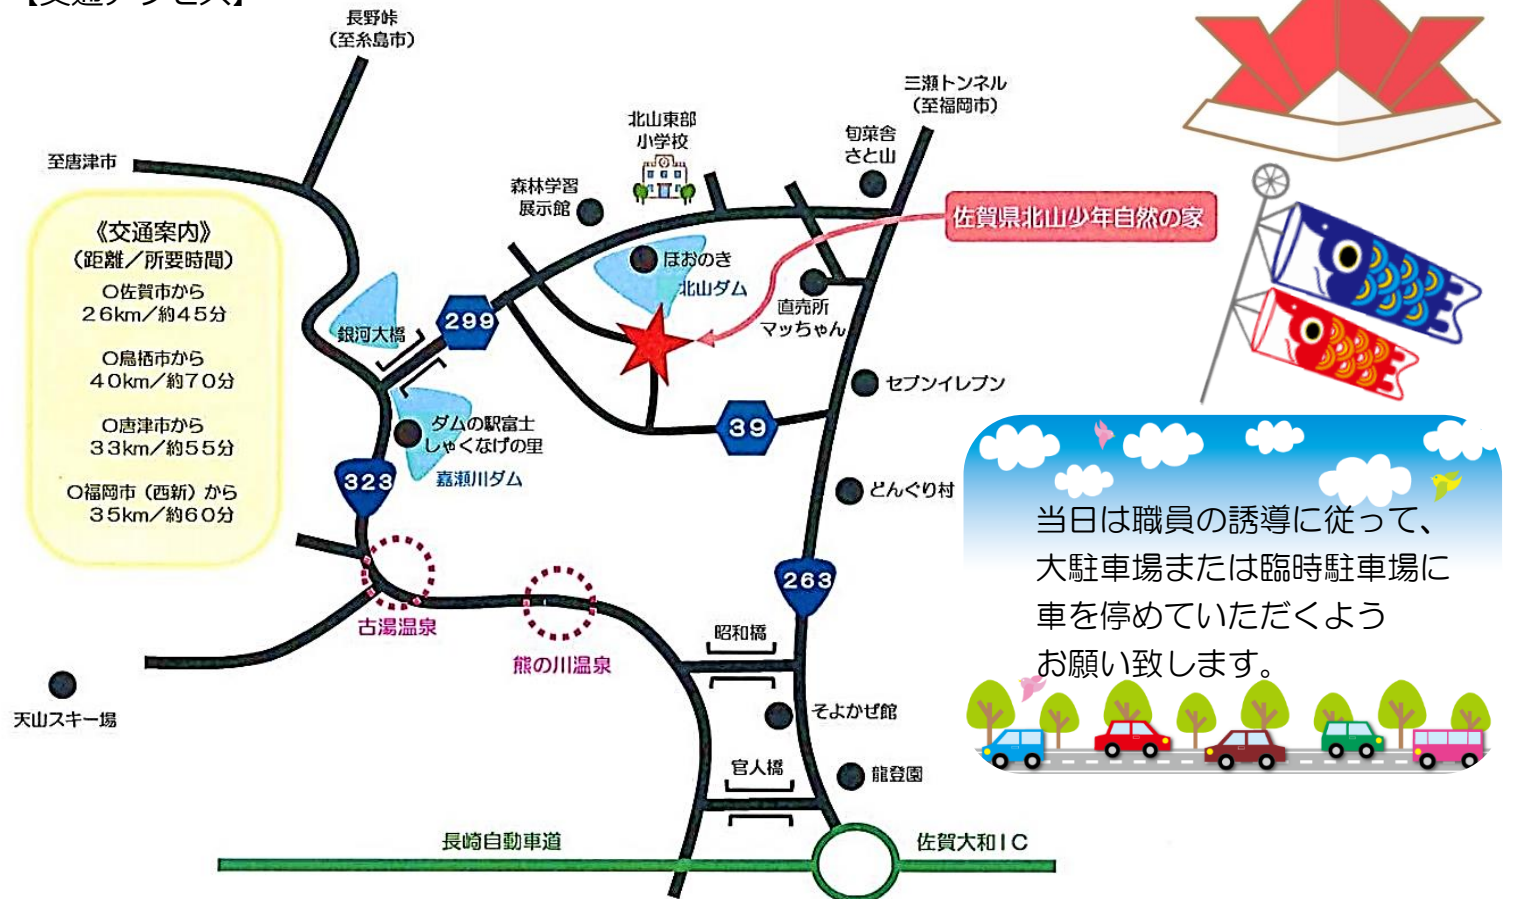 【交通アクセス】
長野峠
（至糸島市）
三瀬トンネル
（至福岡市）
北山東部
小学校
旬菜舎
さと山
至唐津市
森林学習
展示館
佐賀県北山少年自然の家
《交通案内》
（距離／所要時間）
○佐賀市から
２６km／約４５分
○鳥栖市から
４０km／約７０分
○唐津市から
３３km／約５５分
○福岡市（西新）から
３５km／約６０分
ほおのき
北山ダム
直売所
マッちゃん
銀河大橋
299
セブンイレブン
39
ダムの駅富士
しゃくなげの里
嘉瀬川ダム
323
どんぐり村
当日は職員の誘導に従って、
大駐車場または臨時駐車場に
車を停めていただくよう
お願い致します。
263
古湯温泉
熊の川温泉
昭和橋
天山スキー場
そよかぜ館
官人橋
龍登園
長崎自動車道
佐賀大和ＩＣ